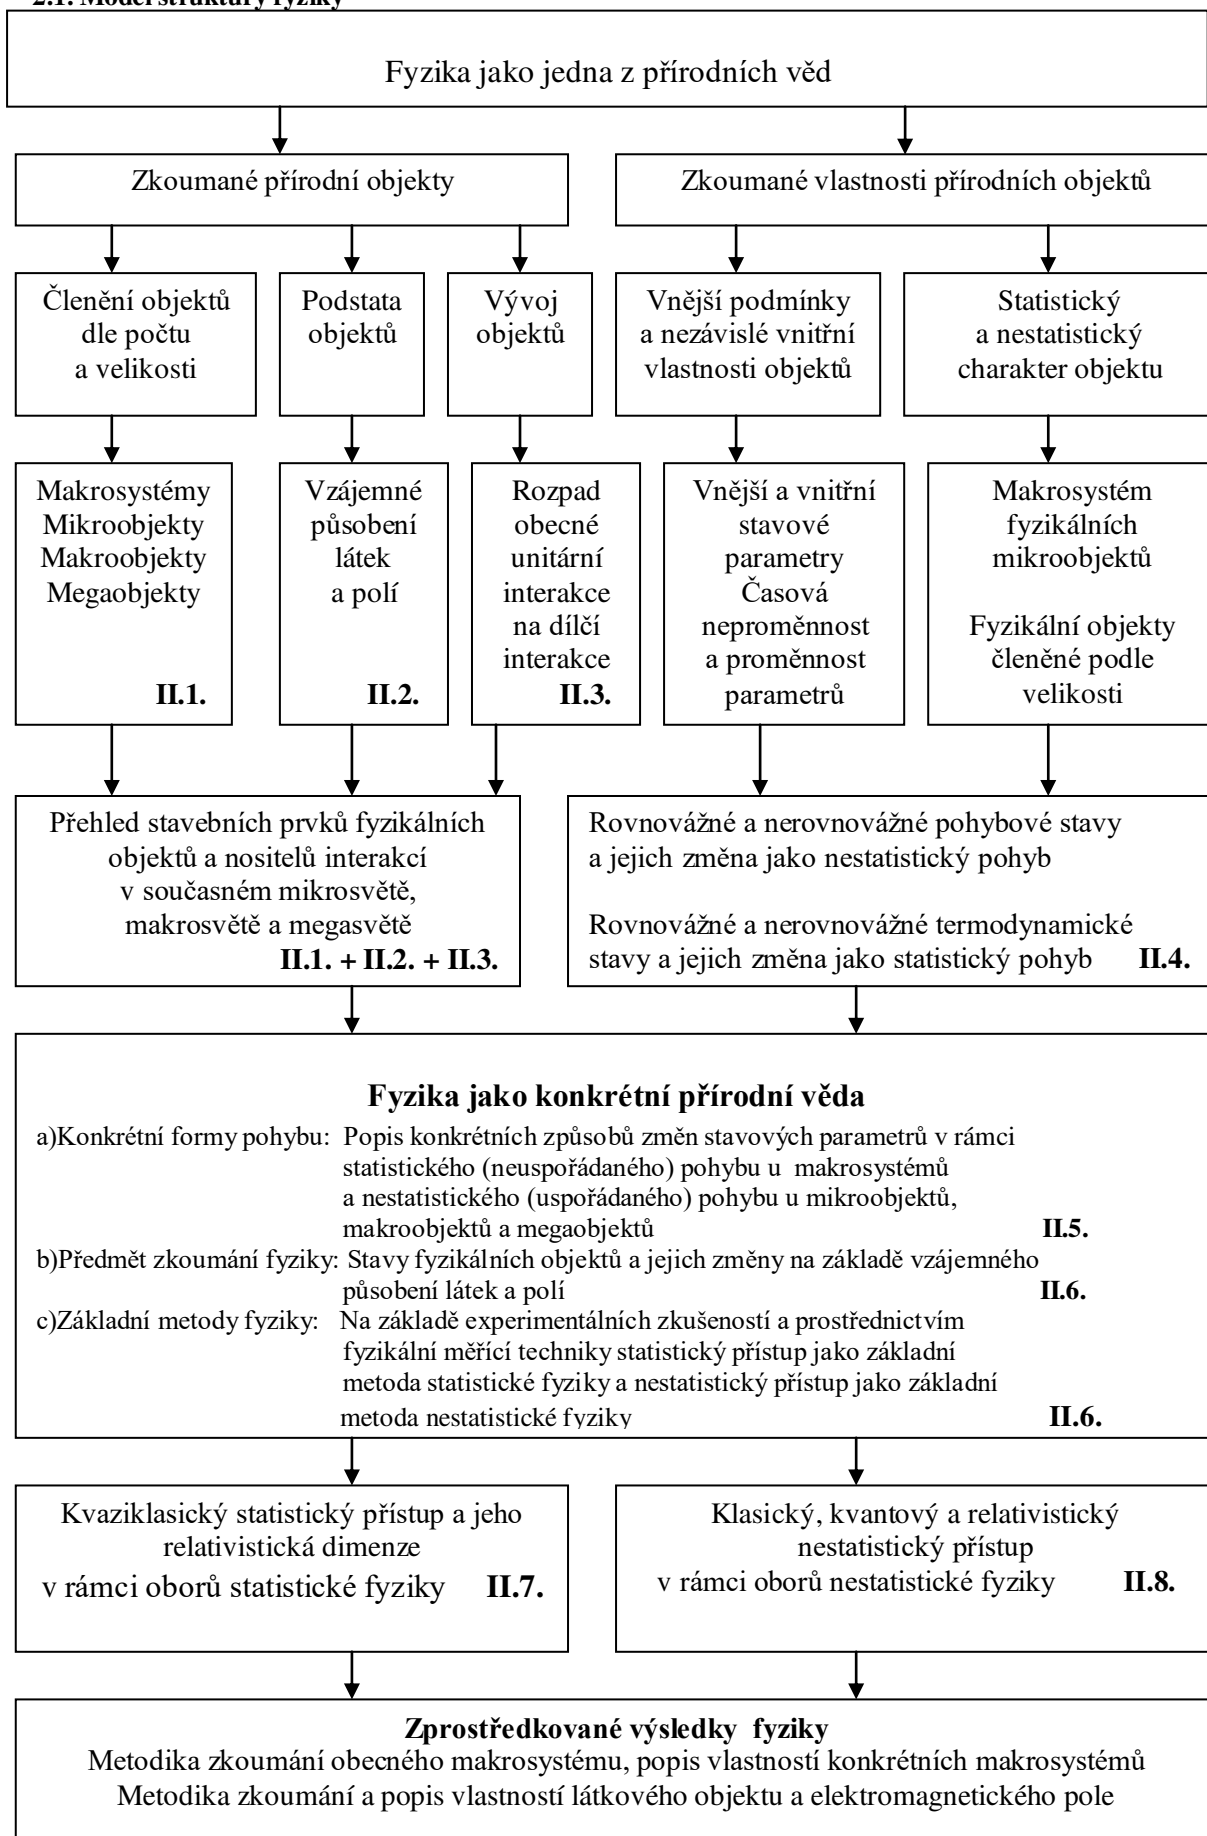 2.1. Model struktury fyziky
Fyzika jako jedna z přírodních věd
Zkoumané přírodní objekty
Zkoumané vlastnosti přírodních objektů
Členění objektů
dle počtu
a velikosti
Podstata
objektů
Vývoj
objektů
Vnější podmínky
a nezávislé vnitřní
vlastnosti objektů
Statistický
a nestatistický
charakter objektu
Makrosystémy
Mikroobjekty
Makroobjekty
Megaobjekty
II.1.
Vzájemné
působení
látek
a polí
II.2.
Rozpad
obecné
unitární
interakce
na dílčí
interakce
II.3.
Vnější a vnitřní
stavové
parametry
Časová
neproměnnost
a proměnnost
parametrů
Makrosystém
fyzikálních
mikroobjektů
Fyzikální objekty
členěné podle
velikosti
Přehled stavebních prvků fyzikálních
objektů a nositelů interakcí
v současném mikrosvětě,
makrosvětě a megasvětě
II.1. + II.2. + II.3.
Rovnovážné a nerovnovážné pohybové stavy
a jejich změna jako nestatistický pohyb
Rovnovážné a nerovnovážné termodynamické
stavy a jejich změna jako statistický pohyb II.4.
Fyzika jako konkrétní přírodní věda
a)Konkrétní formy pohybu: Popis konkrétních způsobů změn stavových parametrů v rámci
statistického (neuspořádaného) pohybu u makrosystémů
a nestatistického (uspořádaného) pohybu u mikroobjektů,
makroobjektů a megaobjektů II.5.
b)Předmět zkoumání fyziky: Stavy fyzikálních objektů a jejich změny na základě vzájemného
působení látek a polí II.6.
c)Základní metody fyziky: Na základě experimentálních zkušeností a prostřednictvím
fyzikální měřící techniky statistický přístup jako základní
metoda statistické fyziky a nestatistický přístup jako základní
metoda nestatistické fyziky II.6.
Kvaziklasický statistický přístup a jeho
relativistická dimenze
v rámci oborů statistické fyziky II.7.
Klasický, kvantový a relativistický
nestatistický přístup
v rámci oborů nestatistické fyziky II.8.
Zprostředkované výsledky fyziky
Metodika zkoumání obecného makrosystému, popis vlastností konkrétních makrosystémů
Metodika zkoumání a popis vlastností látkového objektu a elektromagnetického pole